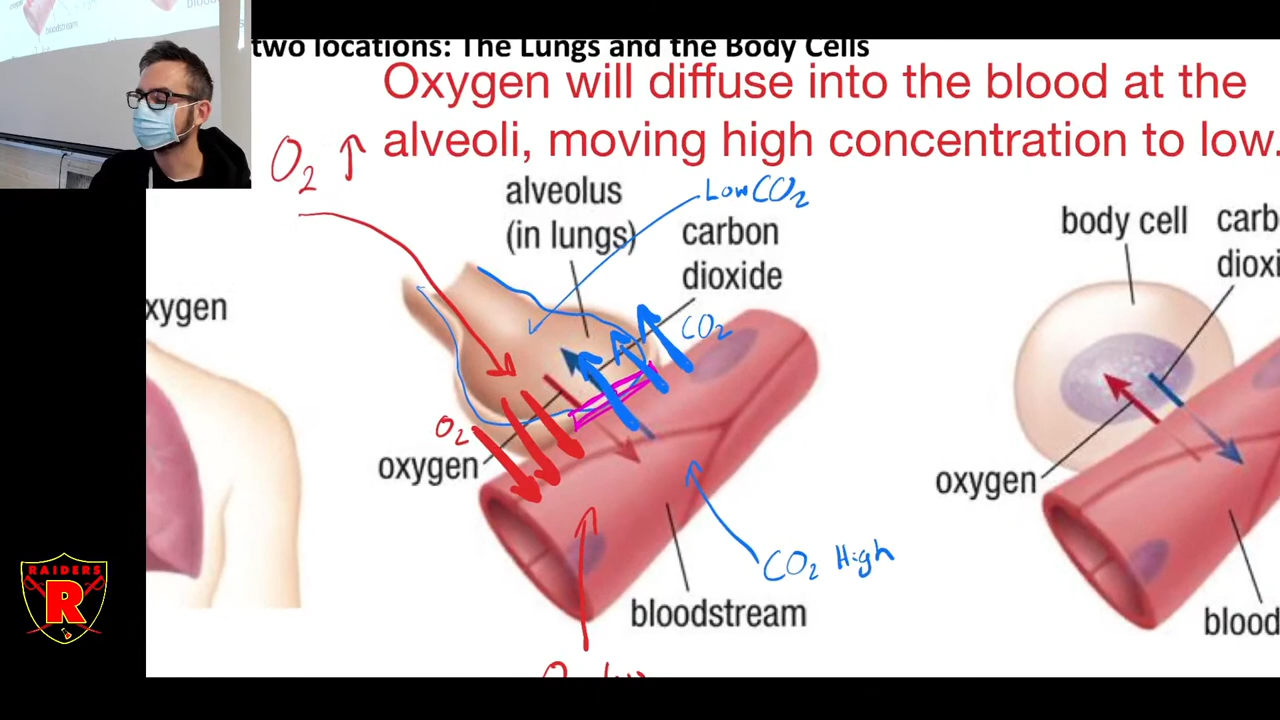 two locations: The Lungs and the Body Cells
Oxygen will diffuse into the blood at the
alveoli, moving high concentration to low.
O2 ↑
alveolus
(in lungs)
Low CO2
carbon
dioxide
body cell
carb
dioxi
xygen
CO2
O2
oxygen
oxygen
CO2 High
bloodstream
blood
RAIDERS
R
bloodstream